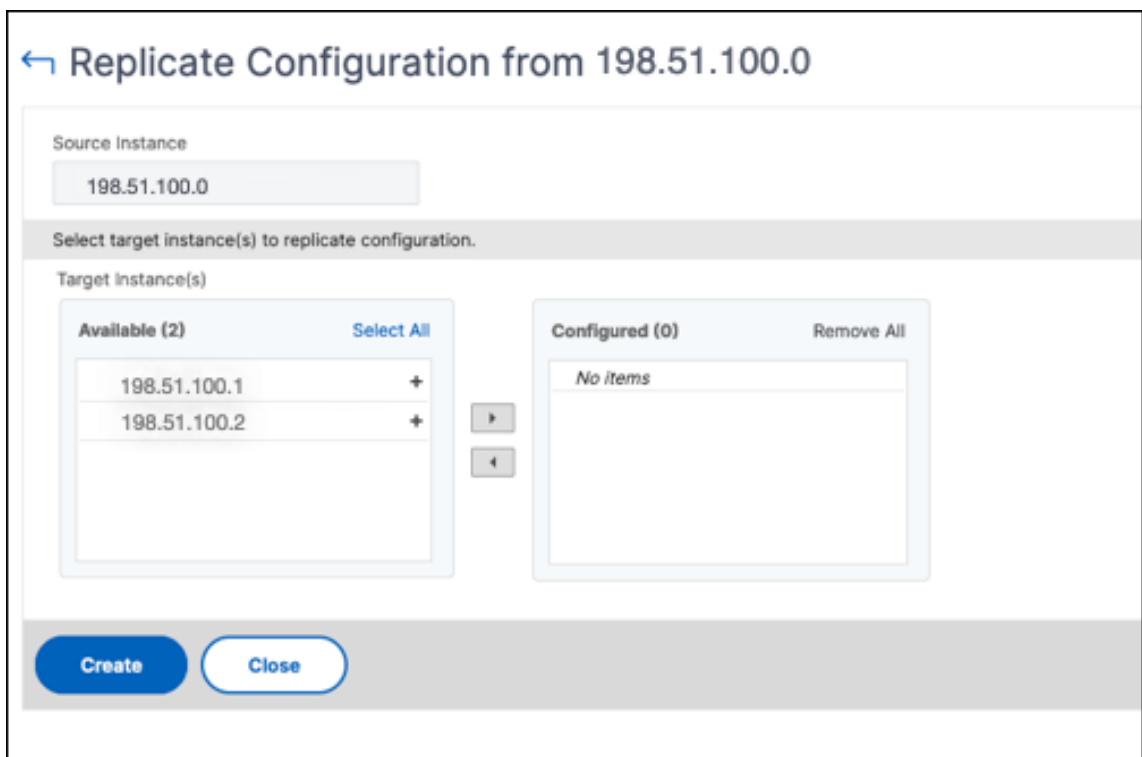 Replicate Configuration from 198.51.100.0
Source Instance
198.51.100.0
Select target instance(s) to replicate configuration.
Target Instance(s)
Available (2) Select All
198.51.100.1 +
198.51.100.2 +
Configured (0) Remove All
No items
Create Close